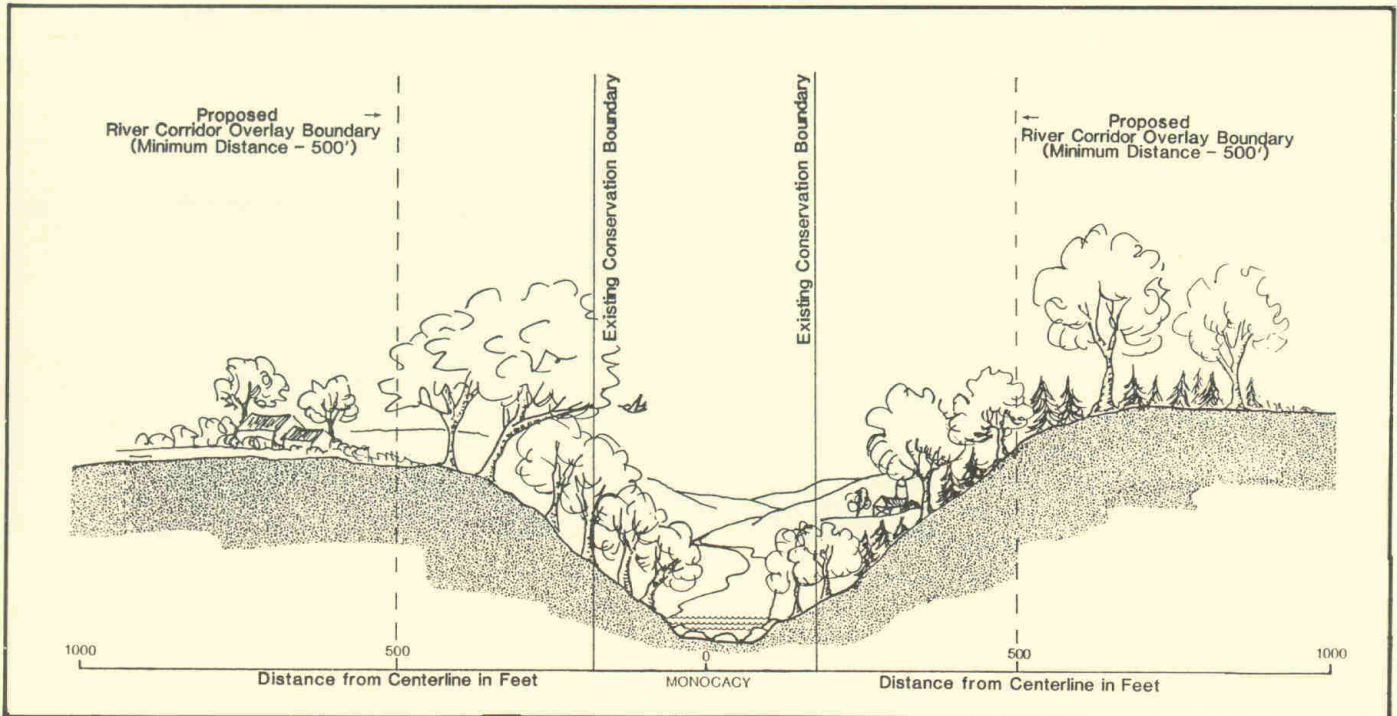 Proposed →
River Corridor Overlay Boundary
(Minimum Distance - 500')
Existing Conservation Boundary
Existing Conservation Boundary
← Proposed
River Corridor Overlay Boundary
(Minimum Distance - 500')
1000 500 0 500 1000
Distance from Centerline in Feet MONOCACY Distance from Centerline in Feet